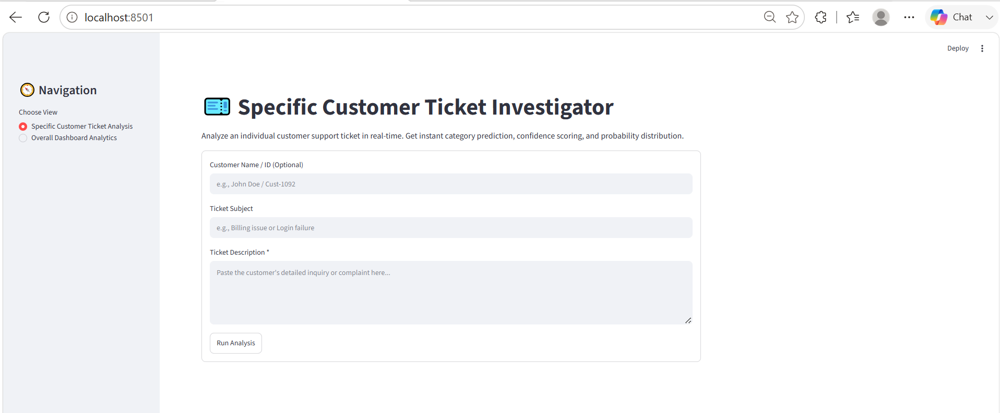 localhost:8501
Chat
Deploy
Navigation
Choose View
Specific Customer Ticket Analysis
Overall Dashboard Analytics
Specific Customer Ticket Investigator
Analyze an individual customer support ticket in real-time. Get instant category prediction, confidence scoring, and probability distribution.
Customer Name / ID (Optional)
e.g., John Doe / Cust-1092
Ticket Subject
e.g., Billing issue or Login failure
Ticket Description *
Paste the customer's detailed inquiry or complaint here...
Run Analysis